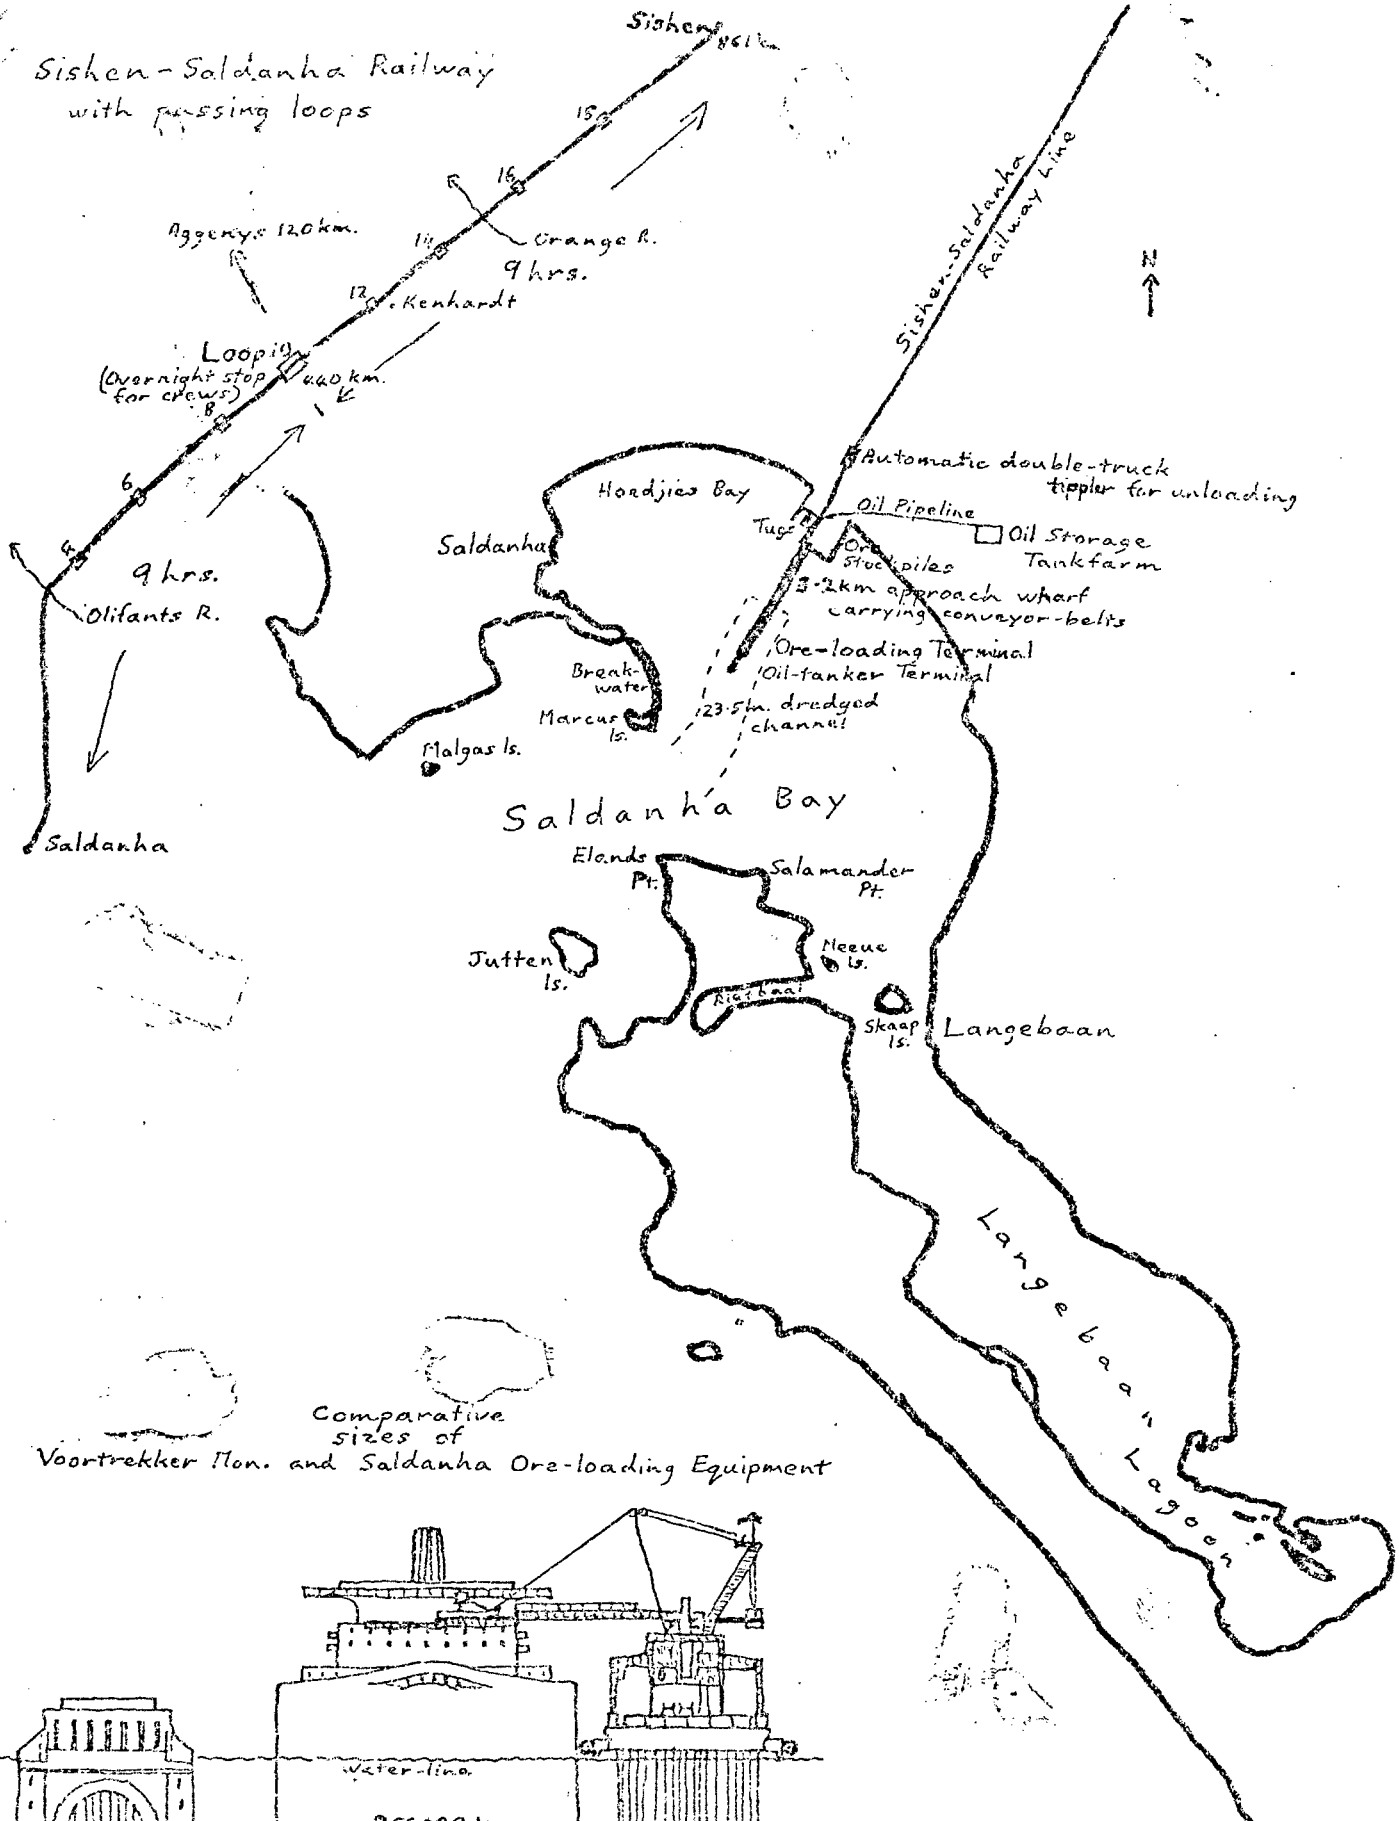 Sishen-Saldanha Railway
with passing loops
Sishen
861k
15
16
14
Orange R.
9 hrs.
Aggenys 120km.
12
Kenhardt
Loop
(Overnight stop
for crews)
440km.
8
6
4
9 hrs.
Olifants R.
Saldanha
Sishen-Saldanha
Railway Line
N
Automatic double-truck
tippler for unloading
Hoedjies Bay
Oil Pipeline
Tugs
Oil Storage
Tankfarm
Ore
Stockpiles
Saldanha
3-2km approach wharf
carrying conveyor-belts
Ore-loading Terminal
Oil-tanker Terminal
Break-
water
Marcus
Is.
23.5m. dredged
channel
Malgas Is.
Saldanha Bay
Elands
Pt.
Salamander
Pt.
Jutten
Is.
Meeue
Is.
Skaap
Is.
Langebaan
Langebaan Lagoon
Comparative
sizes of
Voortrekker Mon. and Saldanha Ore-loading Equipment
Water-line